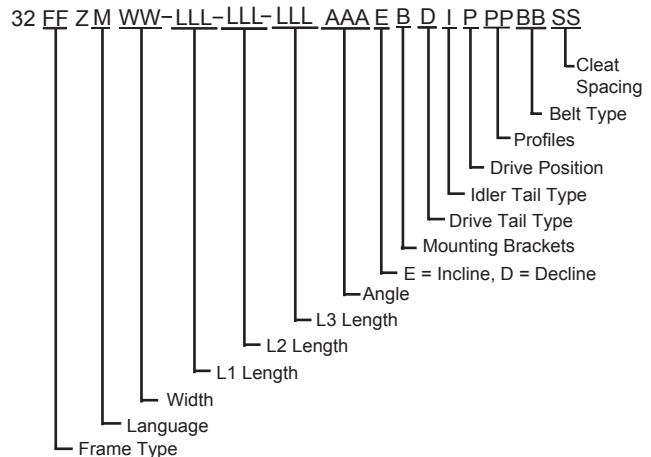 32 FF Z M WW-LLL-LLL-LLL AAA E B D I P PP BB SS
Cleat
Spacing
Belt Type
Profiles
Drive Position
Idler Tail Type
Drive Tail Type
Mounting Brackets
E = Incline, D = Decline
Angle
L3 Length
L2 Length
L1 Length
Width
Language
Frame Type